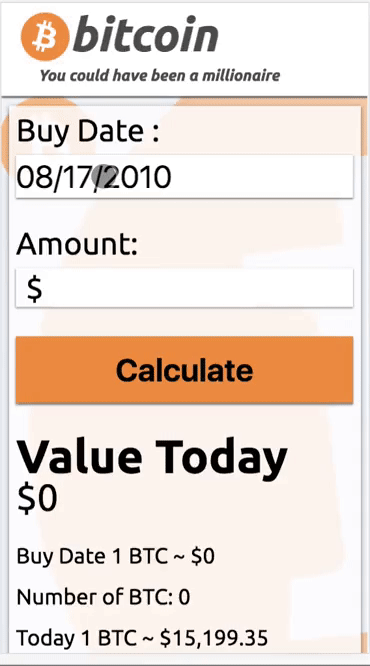 bitcoin
You could have been a millionaire
Buy Date :
08/17/2010
Amount:
$
Calculate
Value Today
$0
Buy Date 1 BTC ~ $0
Number of BTC: 0
Today 1 BTC ~ $15,199.35